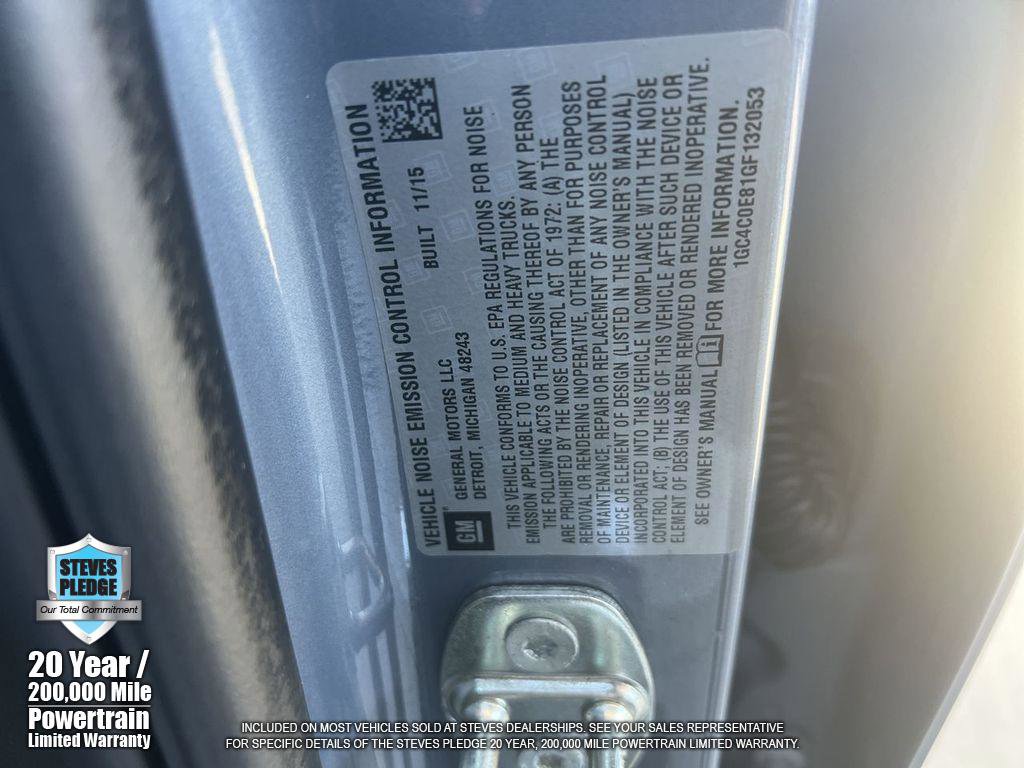 VEHICLE NOISE EMISSION CONTROL INFORMATION
GM
GENERAL MOTORS LLC
DETROIT, MICHIGAN 48243
BUILT 11/15
THIS VEHICLE CONFORMS TO U.S. EPA REGULATIONS FOR NOISE
EMISSION APPLICABLE TO MEDIUM AND HEAVY TRUCKS.
THE FOLLOWING ACTS OR THE CAUSING THEREOF BY ANY PERSON
ARE PROHIBITED BY THE NOISE CONTROL ACT OF 1972: (A) THE
REMOVAL OR RENDERING INOPERATIVE, OTHER THAN FOR PURPOSES
OF MAINTENANCE, REPAIR OR REPLACEMENT OF ANY NOISE CONTROL
DEVICE OR ELEMENT OF DESIGN (LISTED IN THE OWNER'S MANUAL)
INCORPORATED INTO THIS VEHICLE IN COMPLIANCE WITH THE NOISE
CONTROL ACT; (B) THE USE OF THIS VEHICLE AFTER SUCH DEVICE OR
ELEMENT OF DESIGN HAS BEEN REMOVED OR RENDERED INOPERATIVE.
SEE OWNER'S MANUAL FOR MORE INFORMATION.
1GC4C0E81GF132053
STEVES
PLEDGE
Our Total Commitment
20 Year /
200,000 Mile
Powertrain
Limited Warranty
INCLUDED ON MOST VEHICLES SOLD AT STEVES DEALERSHIPS. SEE YOUR SALES REPRESENTATIVE
FOR SPECIFIC DETAILS OF THE STEVES PLEDGE 20 YEAR, 200,000 MILE POWERTRAIN LIMITED WARRANTY.